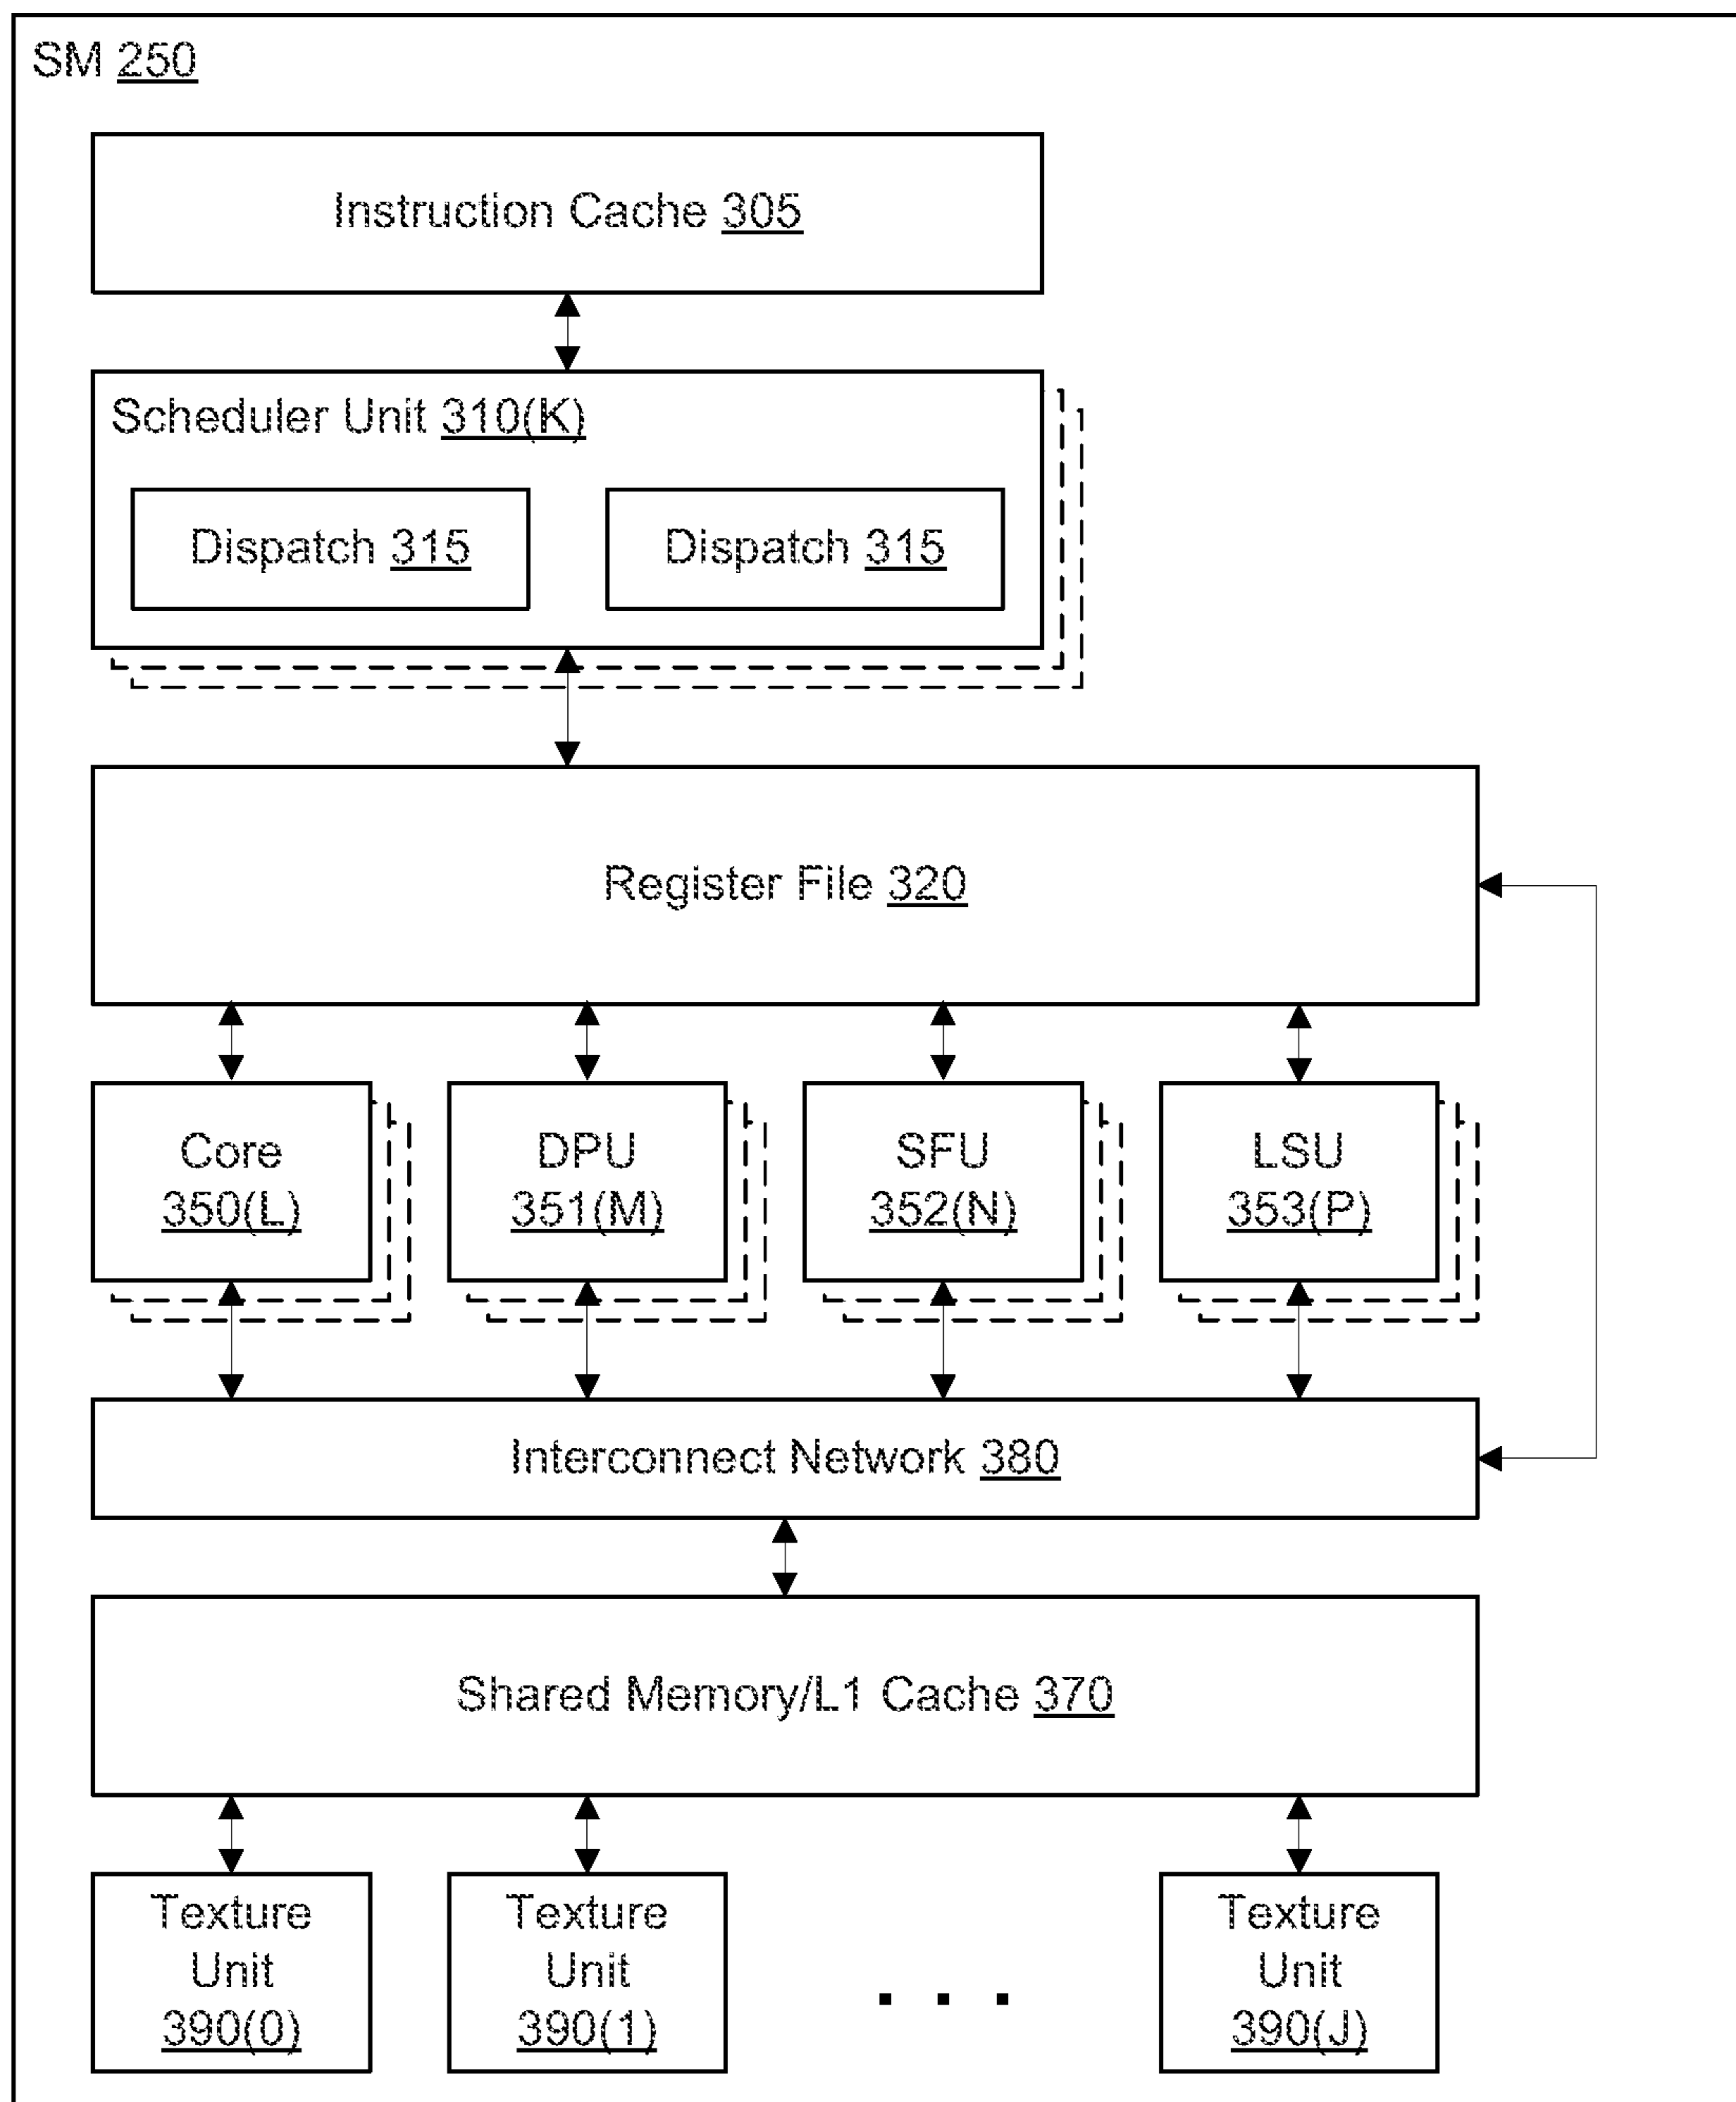 SM 250
Instruction Cache 305
Scheduler Unit 310(K)
Dispatch 315
Dispatch 315
Register File 320
Core
350(L)
DPU
351(M)
SFU
352(N)
LSU
353(P)
Interconnect Network 380
Shared Memory/L1 Cache 370
Texture
Unit
390(0)
Texture
Unit
390(1)
. . .
Texture
Unit
390(J)